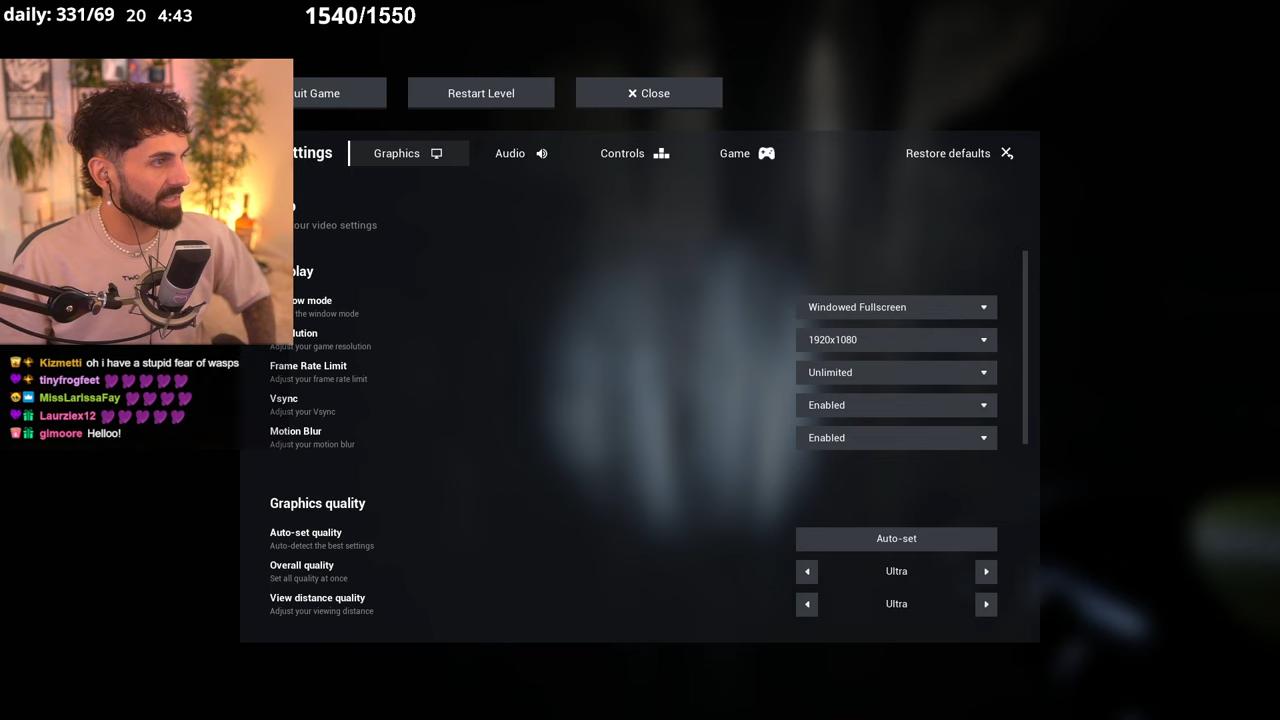 daily: 331/69 20 4:43
1540/1550
uit Game Restart Level Close
ttings Graphics Audio Controls Game Restore defaults
our video settings
play
ow mode Windowed Fullscreen
the window mode
lution 1920x1080
Adjust your game resolution
Frame Rate Limit Unlimited
Adjust your frame rate limit
Vsync Enabled
Adjust your Vsync
Motion Blur Enabled
Adjust your motion blur
Graphics quality
Auto-set quality Auto-set
Auto-detect the best settings
Overall quality Ultra
Set all quality at once
View distance quality Ultra
Adjust your viewing distance
TWO
Kizmetti oh i have a stupid fear of wasps
tinyfrogfeet
MissLarissaFay
Laurziex12
glmoore Helloo!